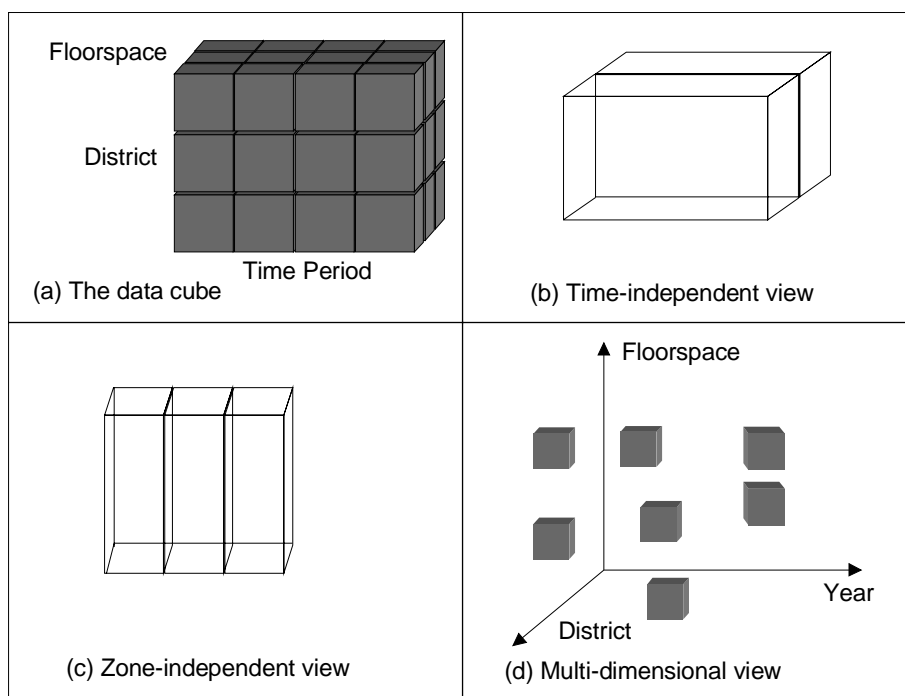 Floorspace
District
Time Period
(a) The data cube
(b) Time-independent view
(c) Zone-independent view
Floorspace
Year
District
(d) Multi-dimensional view